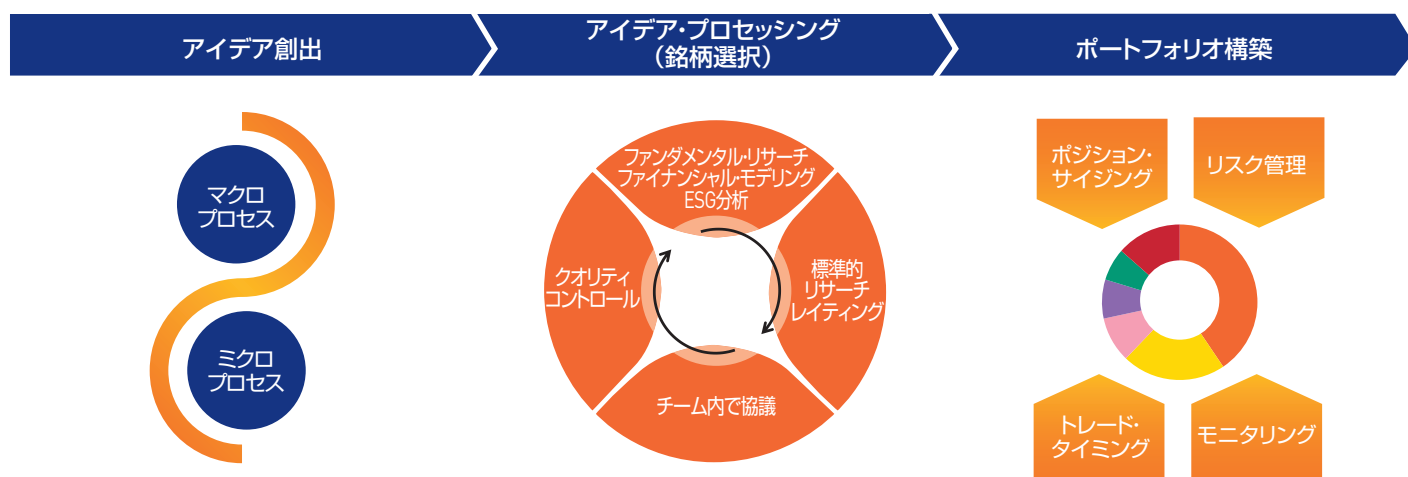 アイデア創出
アイデア・プロセッシング
（銘柄選択）
ポートフォリオ構築
マクロ
プロセス
ミクロ
プロセス
ファンダメンタル・リサーチ
ファイナンシャル・モデリング
ESG分析
標準的
リサーチ
レイティング
チーム内で協議
クオリティ
コントロール
ポジション・
サイジング
リスク管理
トレード・
タイミング
モニタリング